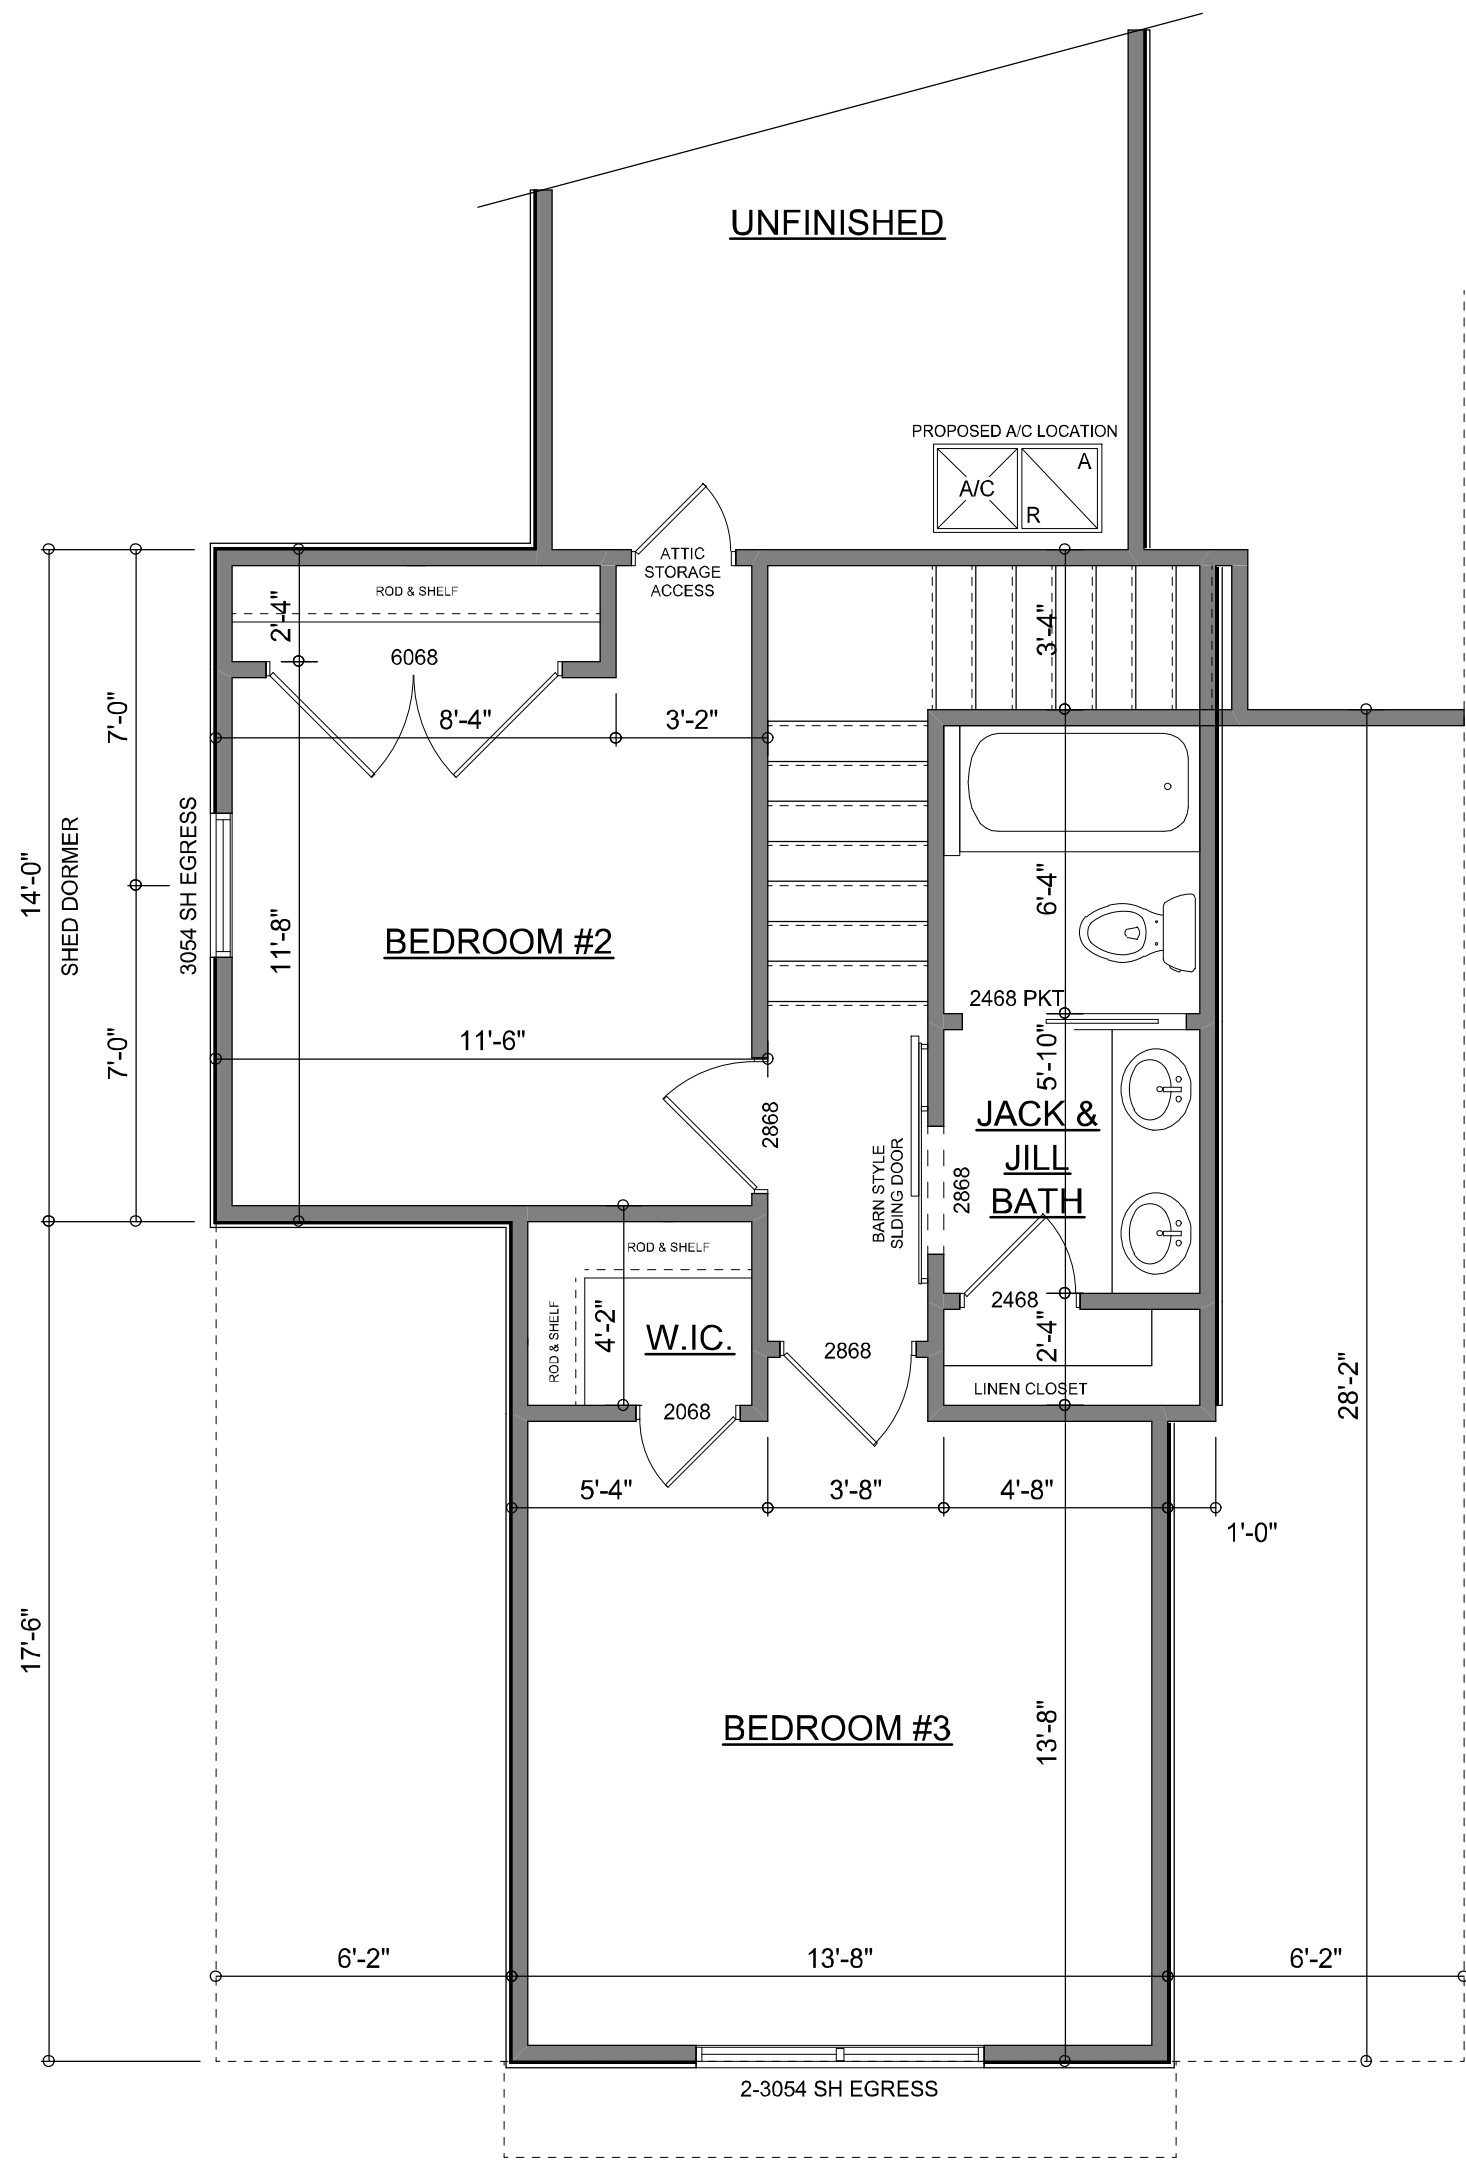 UNFINISHED
PROPOSED A/C LOCATION
A/C
A
R
ATTIC
STORAGE
ACCESS
ROD & SHELF
2'-4"
3'-4"
6068
7'-0"
8'-4"
3'-2"
14'-0"
SHED DORMER
3054 SH EGRESS
11'-8"
BEDROOM #2
6'-4"
2468 PKT
11'-6"
7'-0"
5'-10"
2868
JACK &
JILL
BATH
BARN STYLE
SLDING DOOR
2868
ROD & SHELF
ROD & SHELF
4'-2"
W.IC.
2868
2468
2'-4"
LINEN CLOSET
28'-2"
2068
5'-4"
3'-8"
4'-8"
1'-0"
17'-6"
BEDROOM #3
13'-8"
6'-2"
13'-8"
6'-2"
2-3054 SH EGRESS